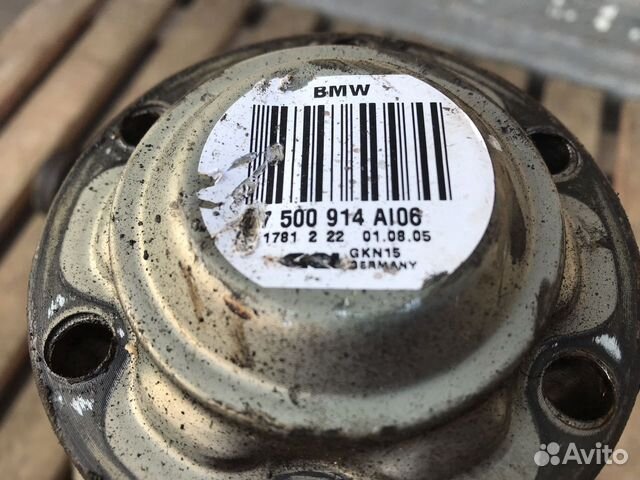 BMW
7 500 914 AI06
1781 2 22 01.08.05
GKN15
GERMANY
Avito